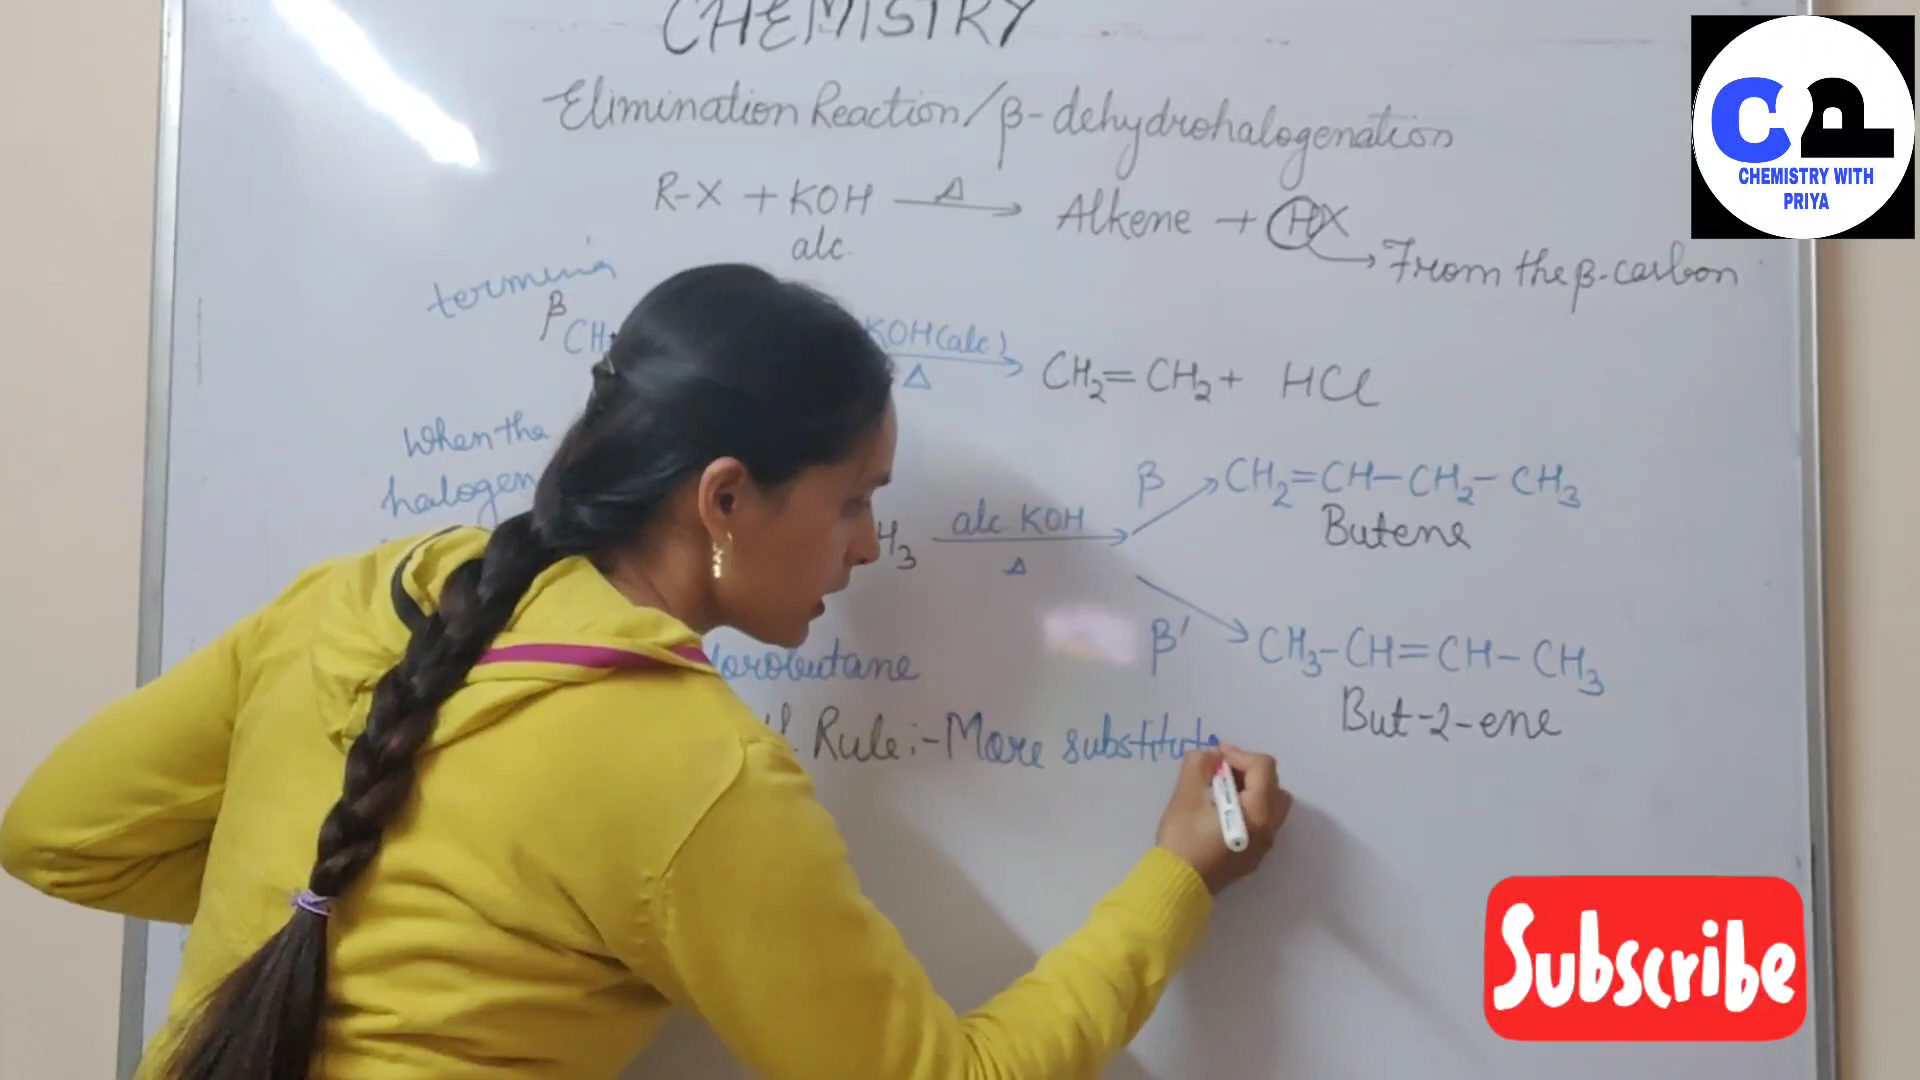 CHEMISTRY
Elimination Reaction/β-dehydrohalogenation
R-X + KOH —Δ→ Alkene + HX
alc.
From the β-carbon
β
CH
KOH(alc)
Δ
CH₂=CH₂ + HCl
When the
halogen
H₃
alc KOH
Δ
β
CH₂=CH-CH₂-CH₃
Butene
β'
CH₃-CH=CH-CH₃
But-2-ene
Rule:-More substitute
CP
CHEMISTRY WITH
PRIYA
Subscribe